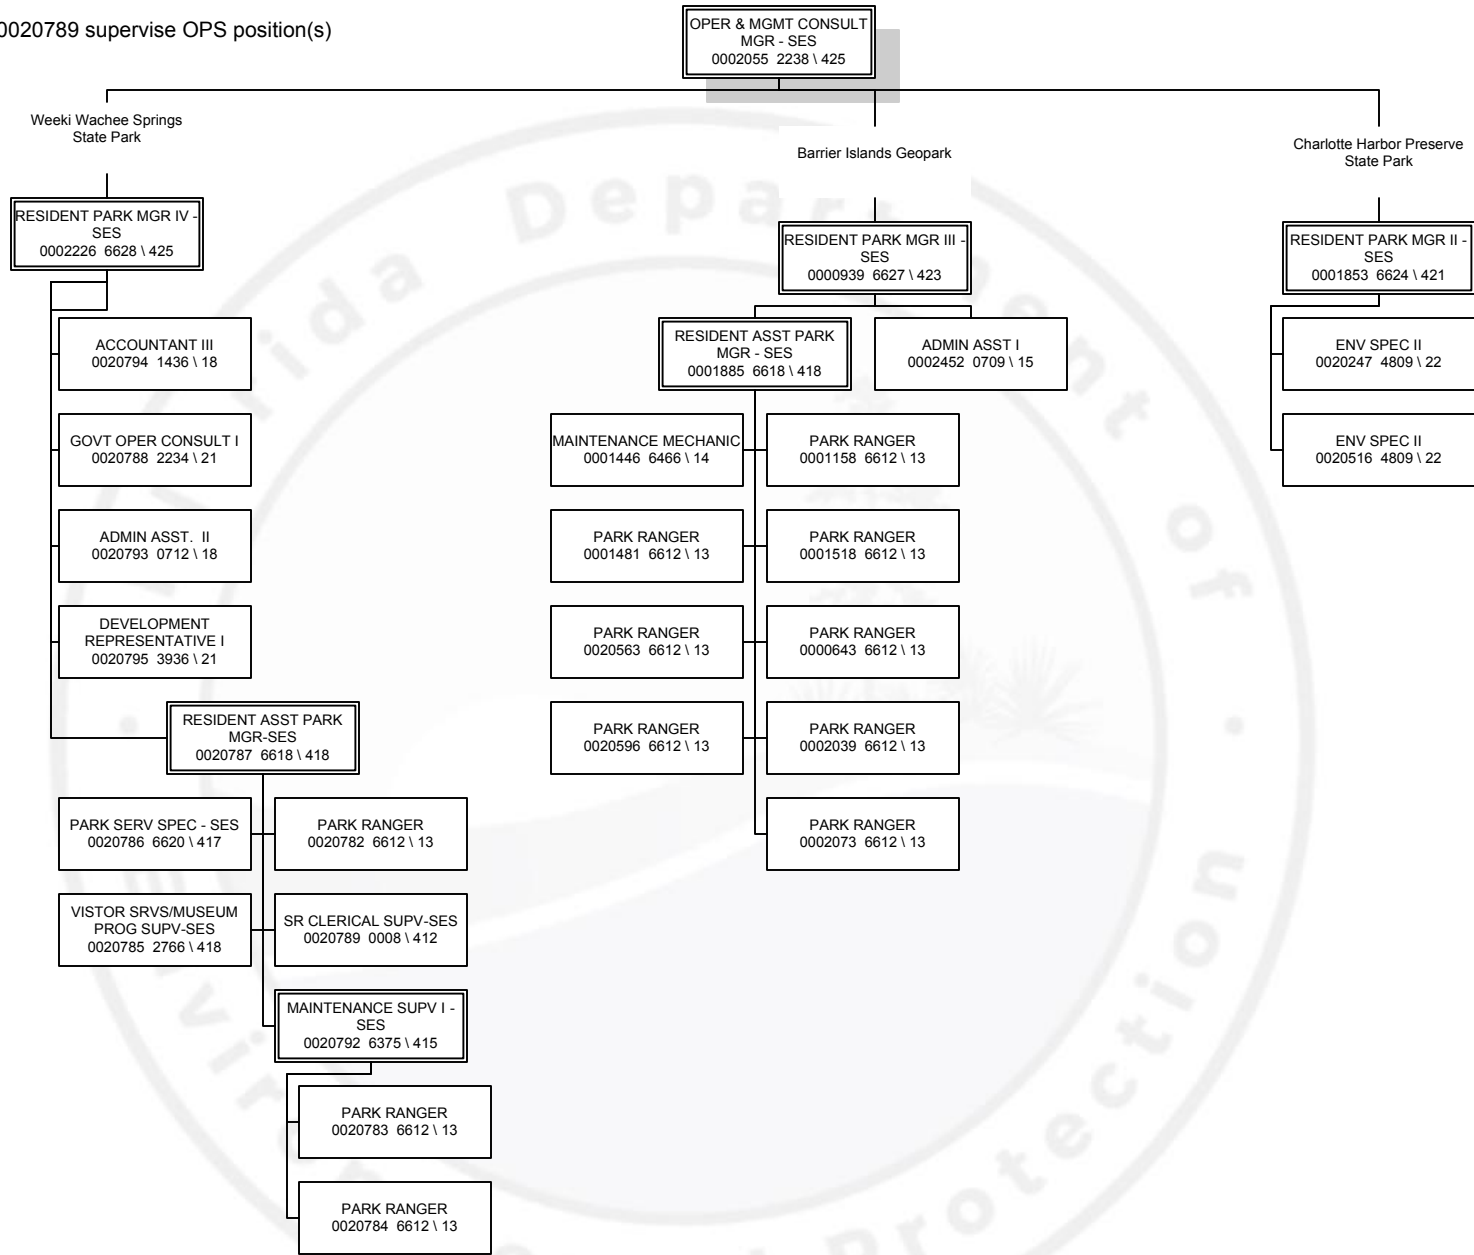 0020789 supervise OPS position(s)
OPER & MGMT CONSULT
MGR - SES
0002055 2238 \ 425
Weeki Wachee Springs
State Park
Barrier Islands Geopark
Charlotte Harbor Preserve
State Park
RESIDENT PARK MGR IV -
SES
0002226 6628 \ 425
RESIDENT PARK MGR III -
SES
0000939 6627 \ 423
RESIDENT PARK MGR II -
SES
0001853 6624 \ 421
ACCOUNTANT III
0020794 1436 \ 18
GOVT OPER CONSULT I
0020788 2234 \ 21
ADMIN ASST. II
0020793 0712 \ 18
DEVELOPMENT
REPRESENTATIVE I
0020795 3936 \ 21
RESIDENT ASST PARK
MGR-SES
0020787 6618 \ 418
PARK SERV SPEC - SES
0020786 6620 \ 417
PARK RANGER
0020782 6612 \ 13
VISTOR SRVS/MUSEUM
PROG SUPV-SES
0020785 2766 \ 418
SR CLERICAL SUPV-SES
0020789 0008 \ 412
MAINTENANCE SUPV I -
SES
0020792 6375 \ 415
PARK RANGER
0020783 6612 \ 13
PARK RANGER
0020784 6612 \ 13
RESIDENT ASST PARK
MGR - SES
0001885 6618 \ 418
ADMIN ASST I
0002452 0709 \ 15
MAINTENANCE MECHANIC
0001446 6466 \ 14
PARK RANGER
0001158 6612 \ 13
PARK RANGER
0001481 6612 \ 13
PARK RANGER
0001518 6612 \ 13
PARK RANGER
0020563 6612 \ 13
PARK RANGER
0000643 6612 \ 13
PARK RANGER
0020596 6612 \ 13
PARK RANGER
0002039 6612 \ 13
PARK RANGER
0002073 6612 \ 13
ENV SPEC II
0020247 4809 \ 22
ENV SPEC II
0020516 4809 \ 22